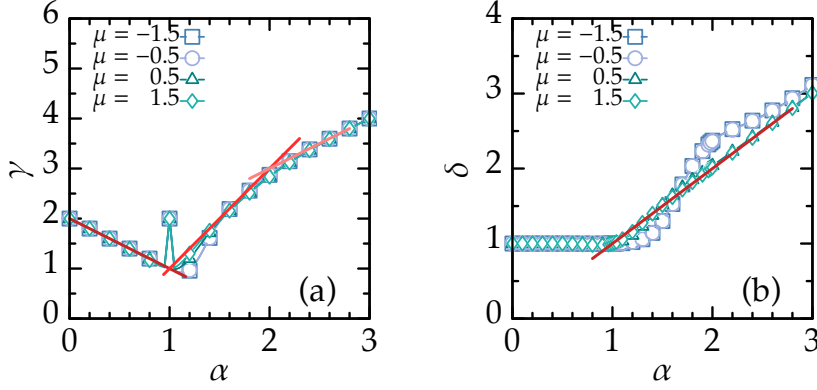 6
5
4
3
2
1
0
γ
μ = −1.5
μ = −0.5
μ = 0.5
μ = 1.5
(a)
0 1 2 3
α
4
3
2
1
0
δ
μ = −1.5
μ = −0.5
μ = 0.5
μ = 1.5
(b)
0 1 2 3
α